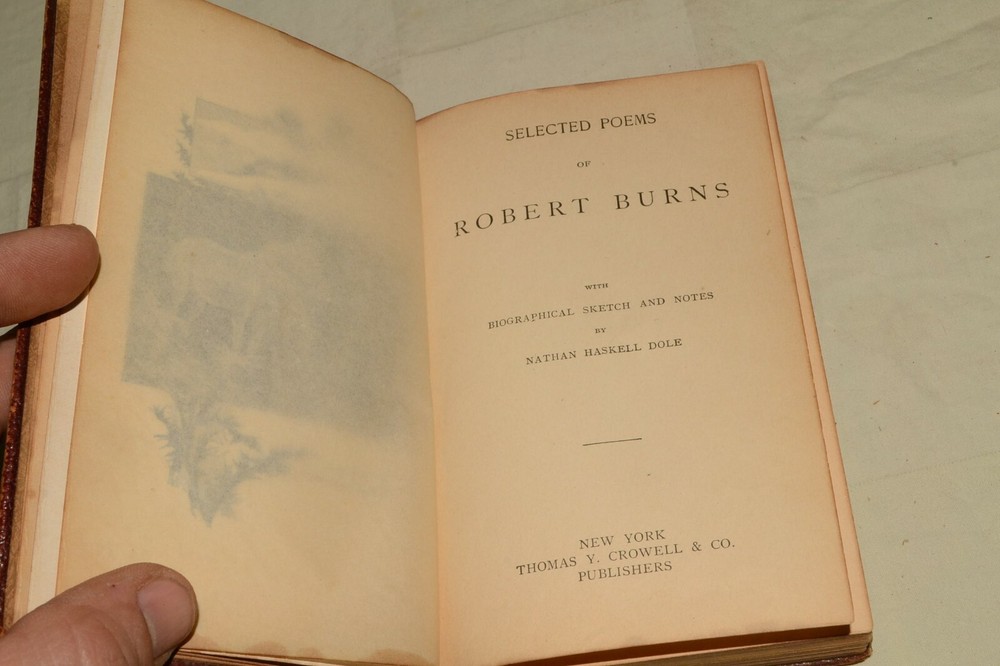 SELECTED POEMS
OF
ROBERT BURNS
WITH
BIOGRAPHICAL SKETCH AND NOTES
BY
NATHAN HASKELL DOLE
NEW YORK
THOMAS Y. CROWELL & CO.
PUBLISHERS